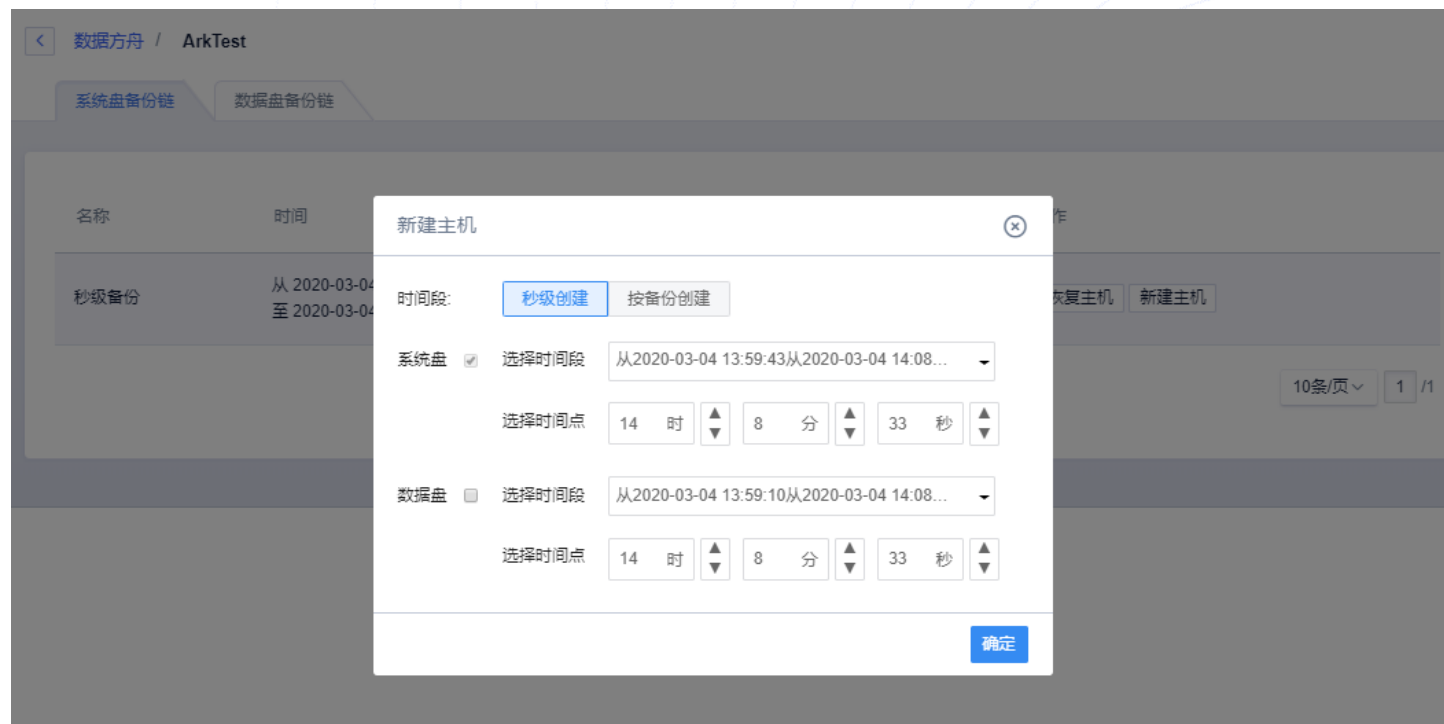 数据方舟 / ArkTest
系统盘备份链 数据盘备份链
名称 时间 作
新建主机
秒级备份
从 2020-03-04
至 2020-03-04
恢复主机 新建主机
时间段: 秒级创建 按备份创建
系统盘 选择时间段 从2020-03-04 13:59:43从2020-03-04 14:08...
选择时间点 14 时 8 分 33 秒
10条/页 1 /1
数据盘 选择时间段 从2020-03-04 13:59:10从2020-03-04 14:08...
选择时间点 14 时 8 分 33 秒
确定